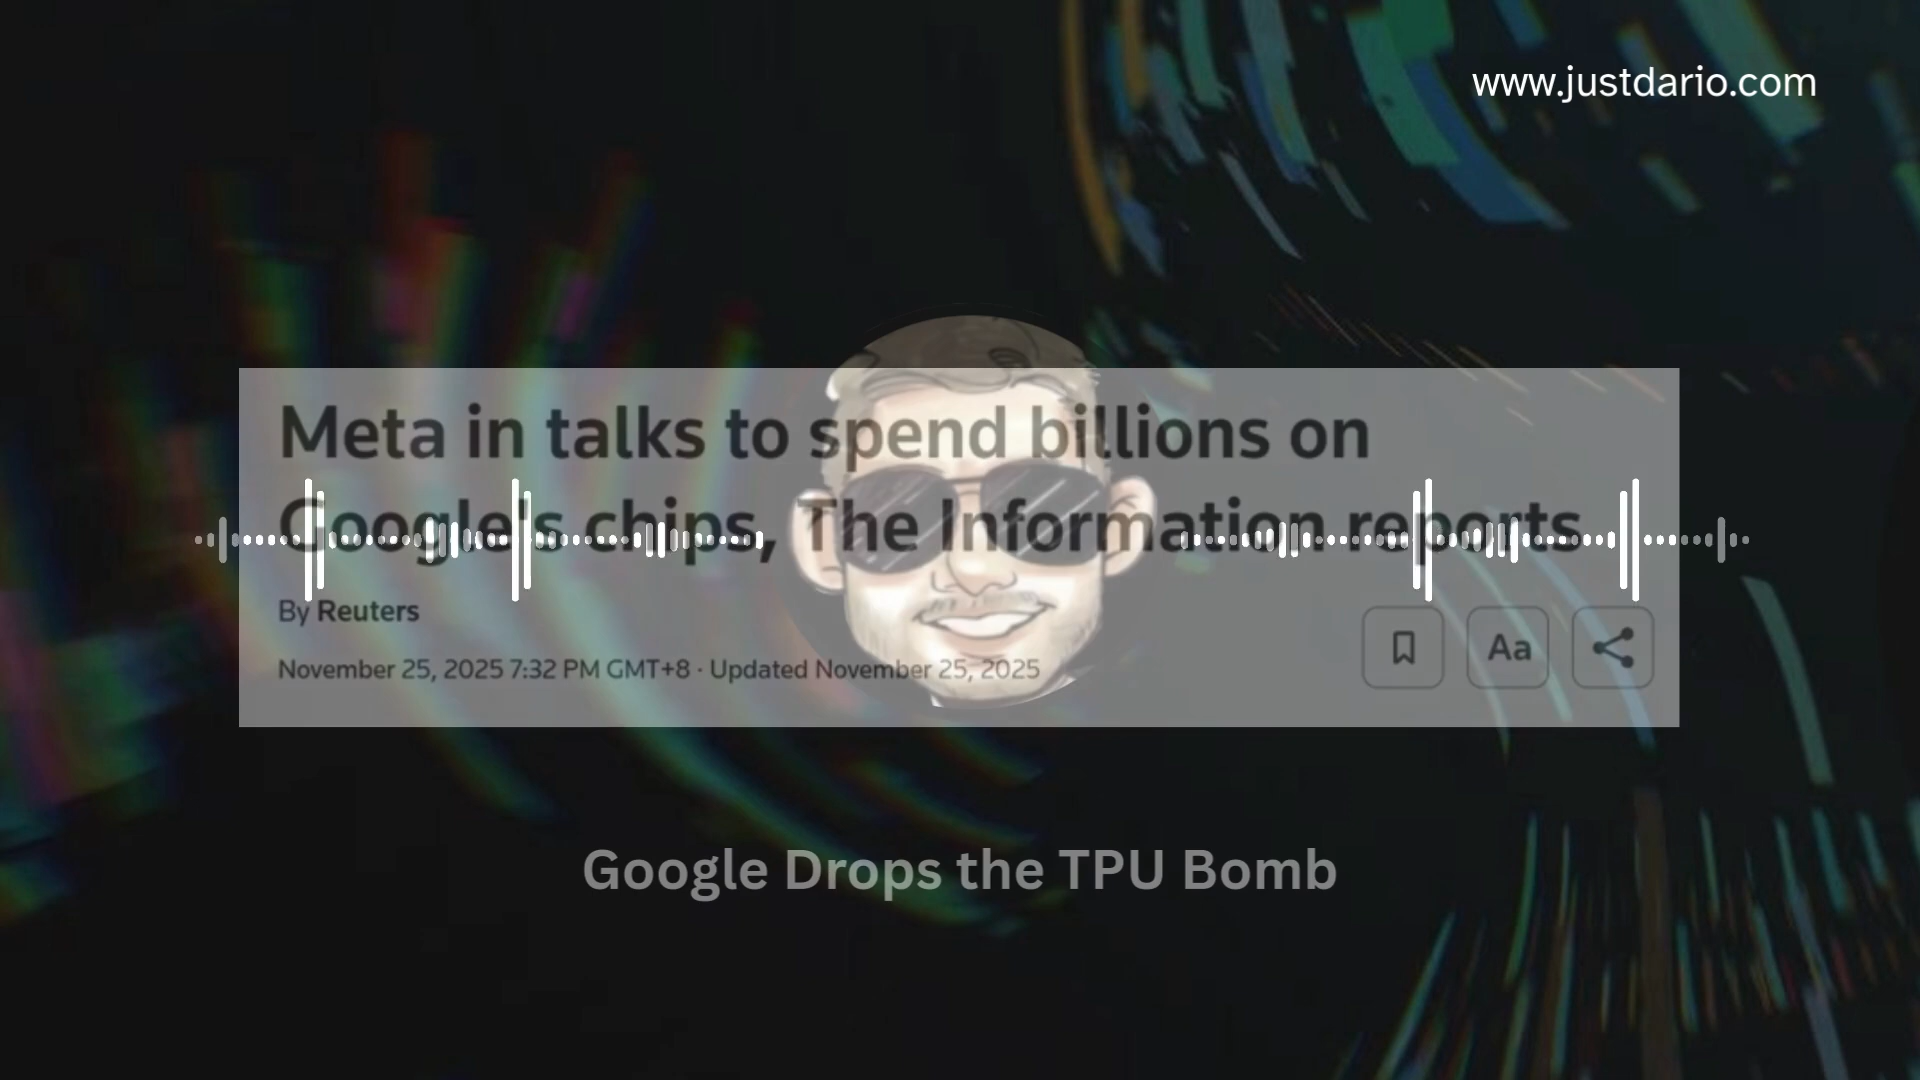 www.justdario.com
Meta in talks to spend billions on
Google's chips, The Information reports
By Reuters
November 25, 2025 7:32 PM GMT+8 · Updated November 25, 2025
Aa
Google Drops the TPU Bomb